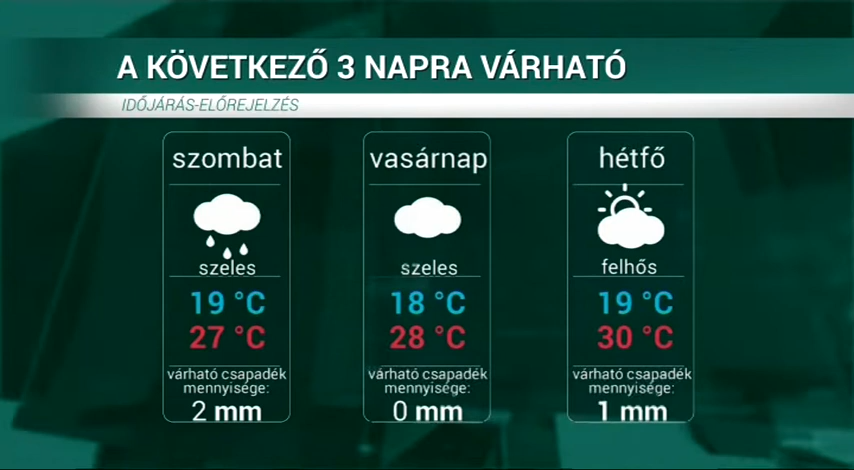 A KÖVETKEZŐ 3 NAPRA VÁRHATÓ
IDŐJÁRÁS-ELŐREJELZÉS
szombat
szeles
19 °C
27 °C
várható csapadék
mennyisége:
2 mm
vasárnap
szeles
18 °C
28 °C
várható csapadék
mennyisége:
0 mm
hétfő
felhős
19 °C
30 °C
várható csapadék
mennyisége:
1 mm